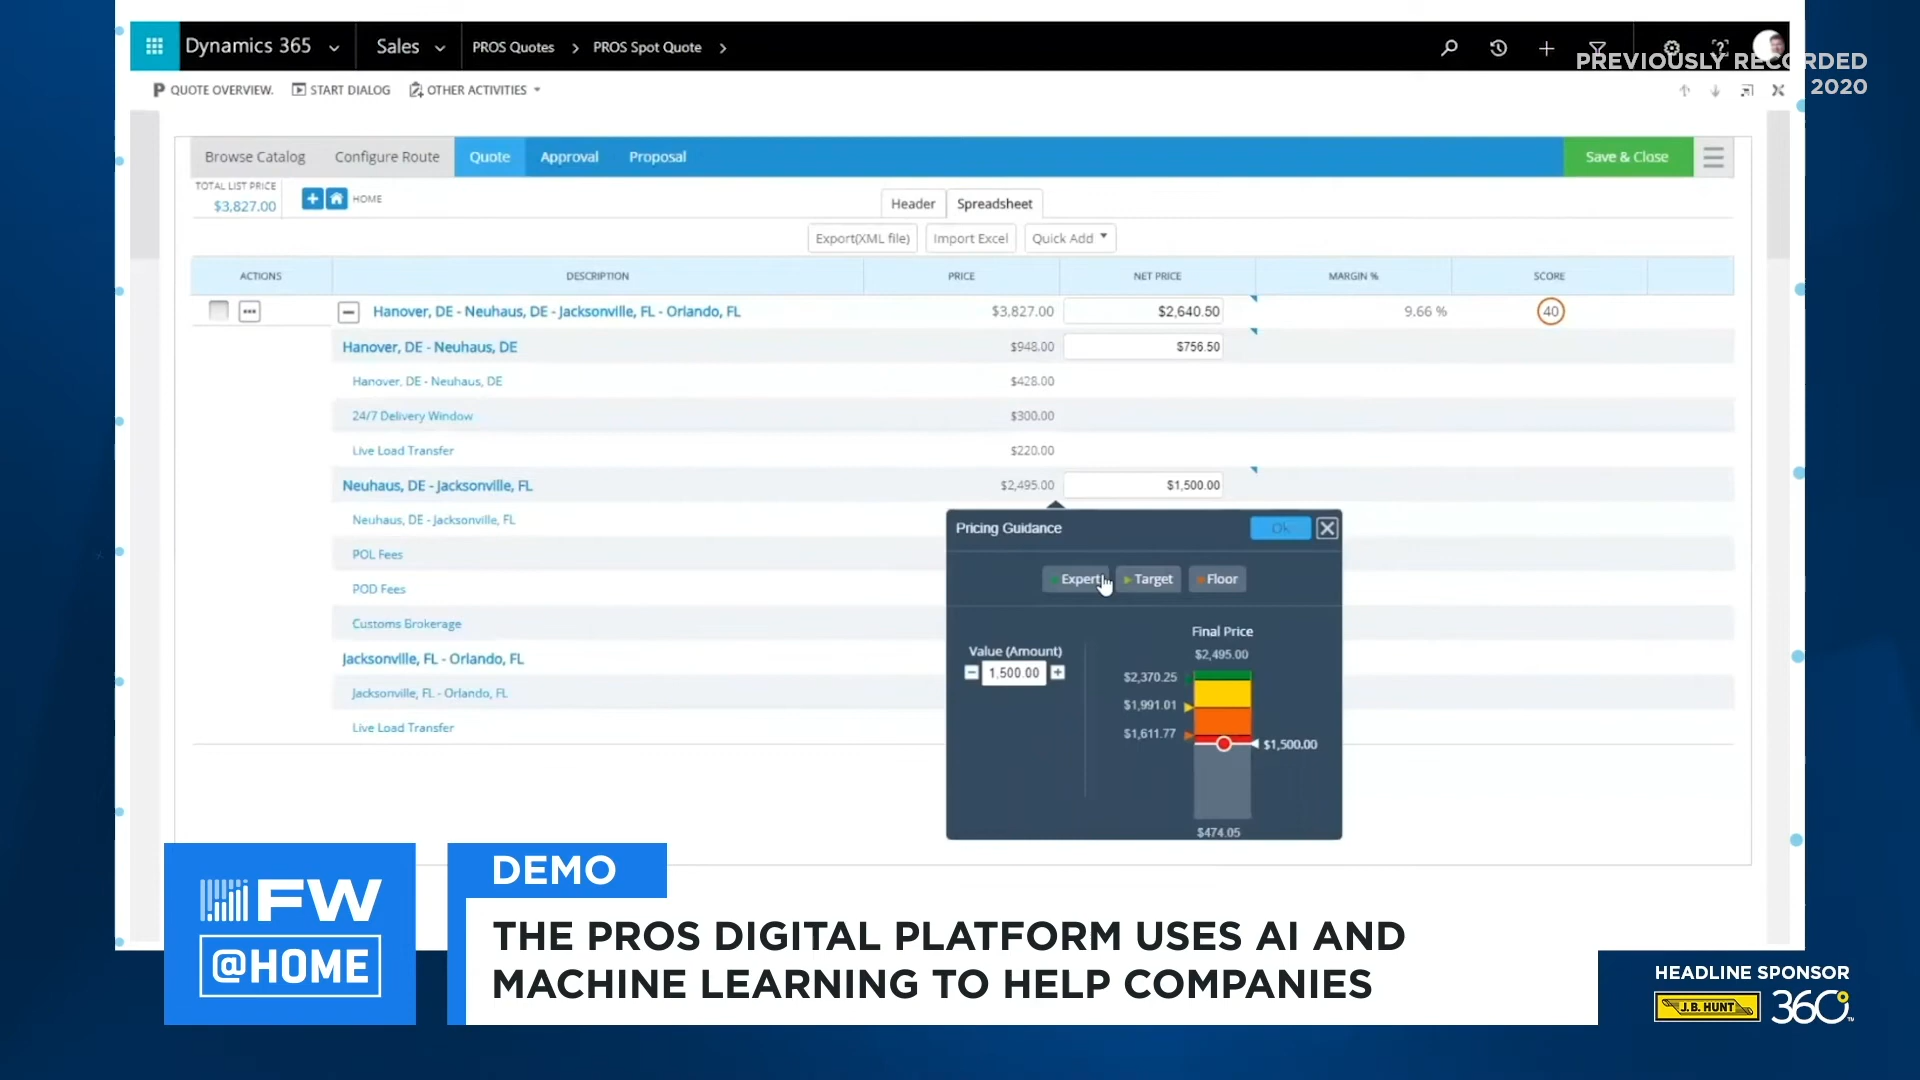 Dynamics 365
Sales
PROS Quotes > PROS Spot Quote >
PREVIOUSLY RECORDED
2020
QUOTE OVERVIEW.
START DIALOG
OTHER ACTIVITIES
Browse Catalog
Configure Route
Quote
Approval
Proposal
Save & Close
TOTAL LIST PRICE
$3,827.00
HOME
Header
Spreadsheet
Export(XML file)
Import Excel
Quick Add
ACTIONS DESCRIPTION PRICE NET PRICE MARGIN % SCORE
Hanover, DE - Neuhaus, DE - Jacksonville, FL - Orlando, FL $3,827.00 $2,640.50 9.66 % 40
Hanover, DE - Neuhaus, DE $948.00 $756.50
Hanover, DE - Neuhaus, DE $428.00
24/7 Delivery Window $300.00
Live Load Transfer $220.00
Neuhaus, DE - Jacksonville, FL $2,495.00 $1,500.00
Neuhaus, DE - Jacksonville, FL
POL Fees
POD Fees
Customs Brokerage
Jacksonville, FL - Orlando, FL
Jacksonville, FL - Orlando, FL
Live Load Transfer
Pricing Guidance
Ok
Expert
Target
Floor
Value (Amount)
1,500.00
Final Price
$2,495.00
$2,370.25
$1,991.01
$1,611.77
$1,500.00
$474.05
FW
@HOME
DEMO
THE PROS DIGITAL PLATFORM USES AI AND
MACHINE LEARNING TO HELP COMPANIES
HEADLINE SPONSOR
J.B. HUNT 360°